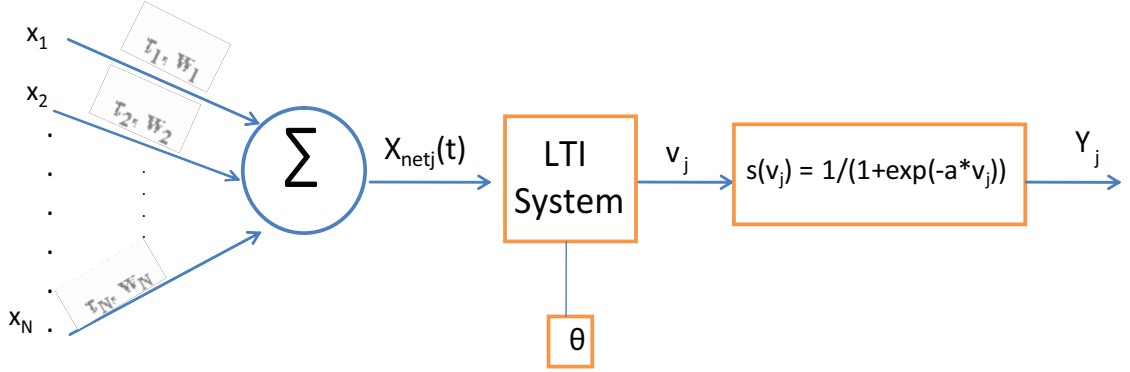 x1
τ1, w1
x2
τ2, w2
Σ
Xnetj(t)
LTI
System
vj
s(vj) = 1/(1+exp(-a*vj))
Yj
τN, wN
xN
θ